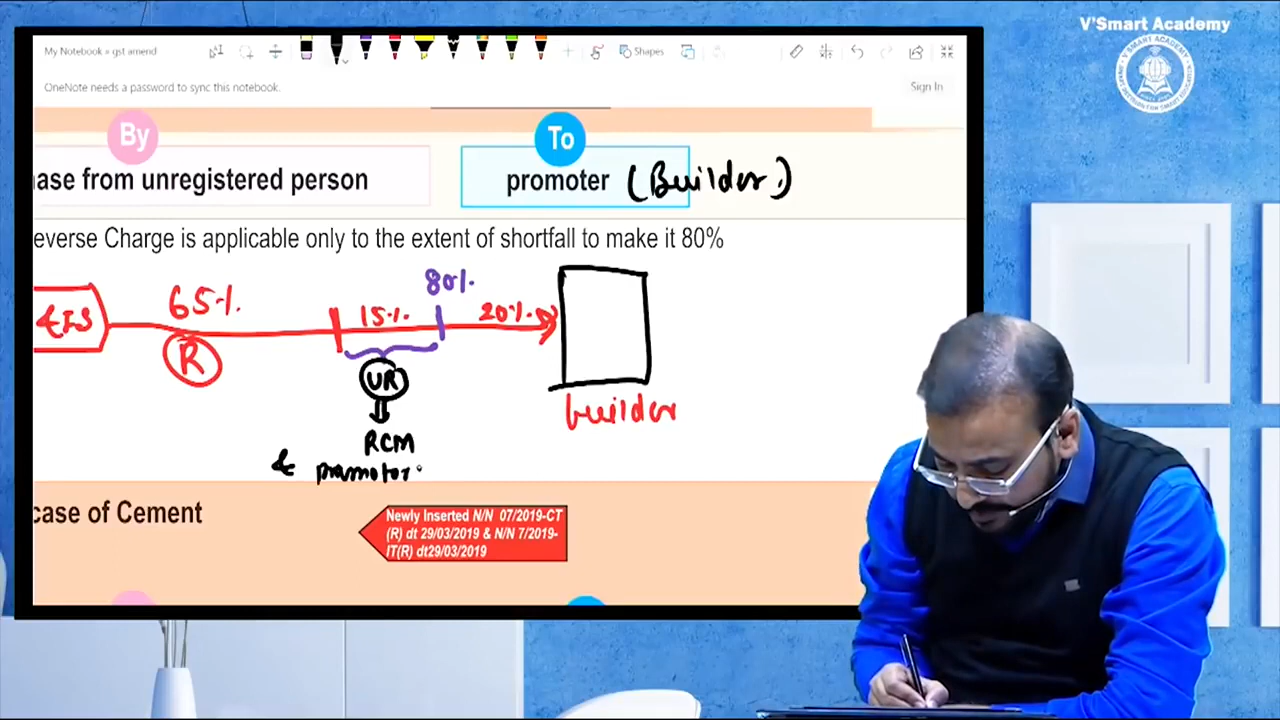 V'Smart Academy
My Notebook » gst amend
Shapes
OneNote needs a password to sync this notebook.
Sign In
By
To
ase from unregistered person
promoter (Builder)
everse Charge is applicable only to the extent of shortfall to make it 80%
80%
65%
15%
20%
R
UR
builder
RCM
& promotor
case of Cement
Newly Inserted N/N 07/2019-CT
(R) dt 29/03/2019 & N/N 7/2019-
IT(R) dt29/03/2019